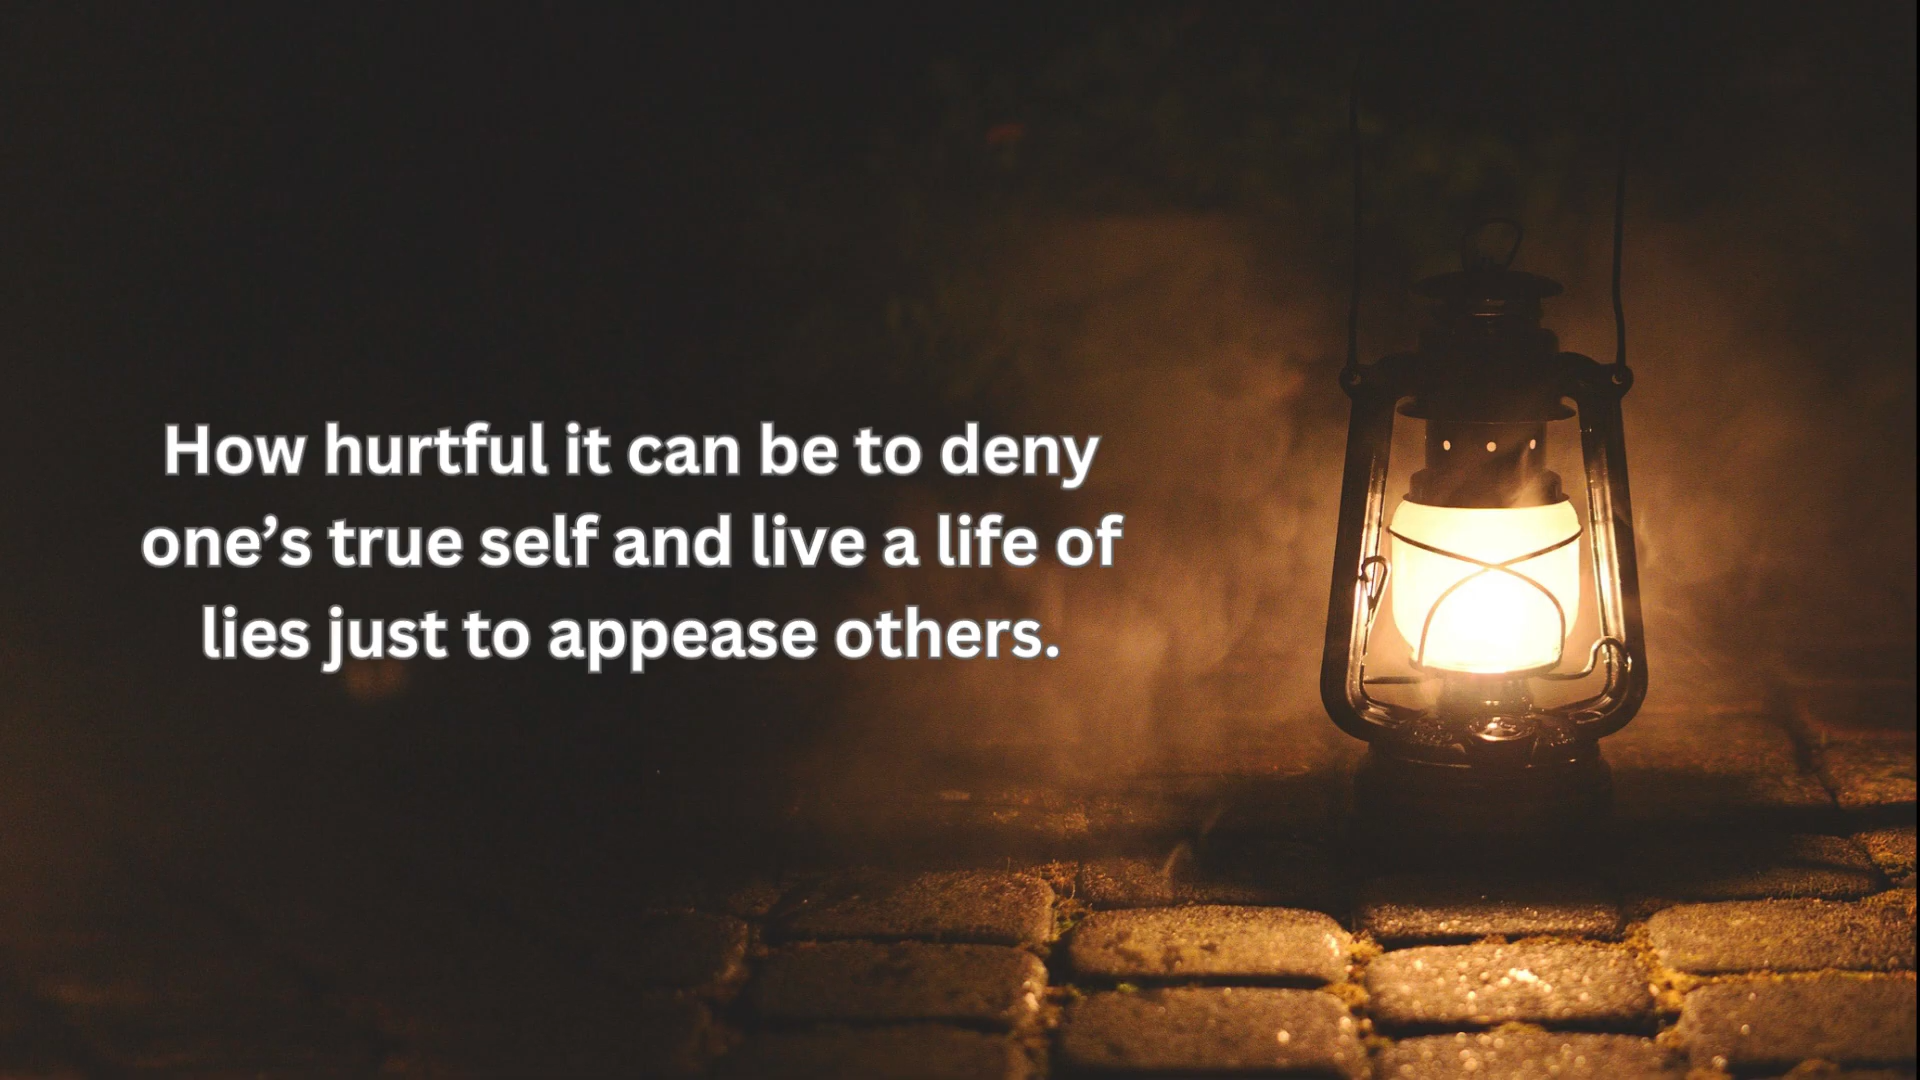 How hurtful it can be to deny
one’s true self and live a life of
lies just to appease others.